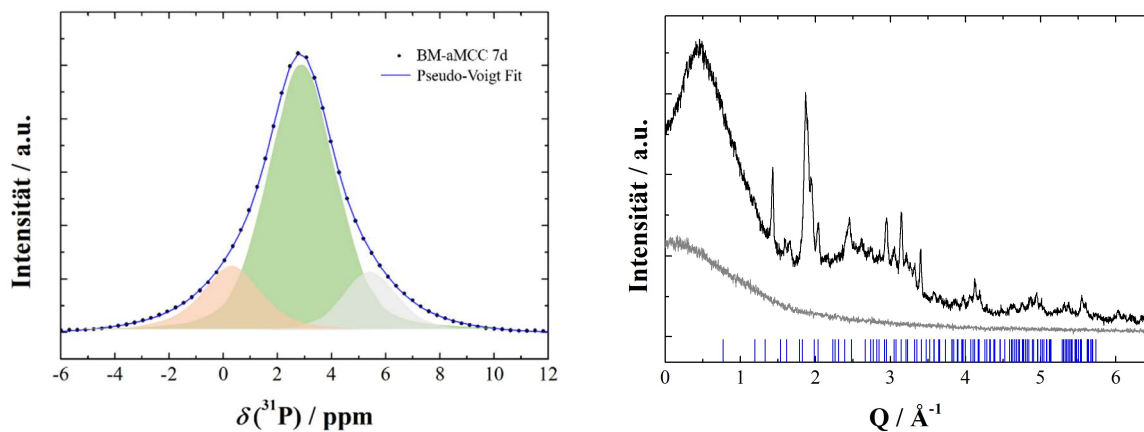 Intensität / a.u.
BM-aMCC 7d
Pseudo-Voigt Fit
-6 -4 -2 0 2 4 6 8 10 12
δ(³¹P) / ppm
Intensität / a.u.
0 1 2 3 4 5 6
Q / Å⁻¹